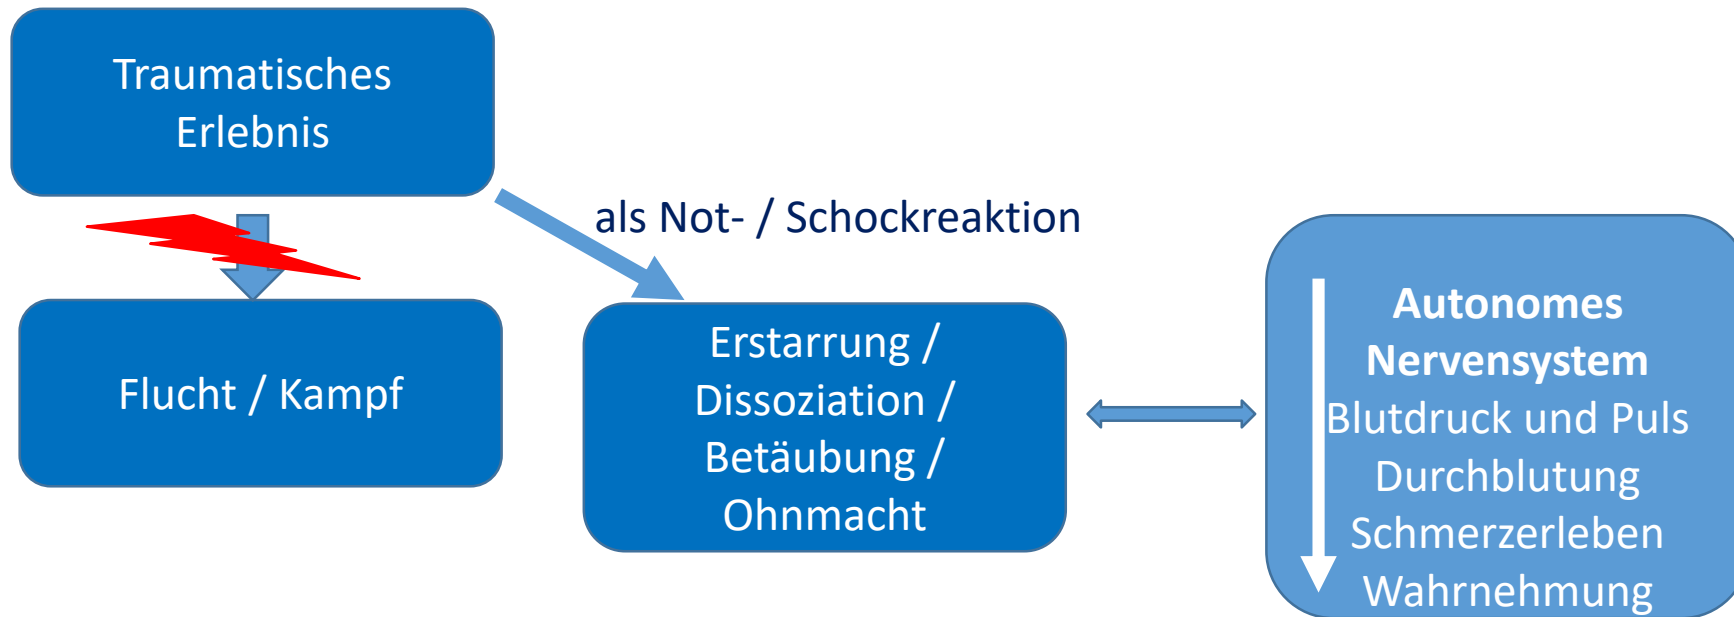 Traumatisches
Erlebnis
als Not- / Schockreaktion
Flucht / Kampf
Erstarrung /
Dissoziation /
Betäubung /
Ohnmacht
Autonomes
Nervensystem
Blutdruck und Puls
Durchblutung
Schmerzerleben
Wahrnehmung